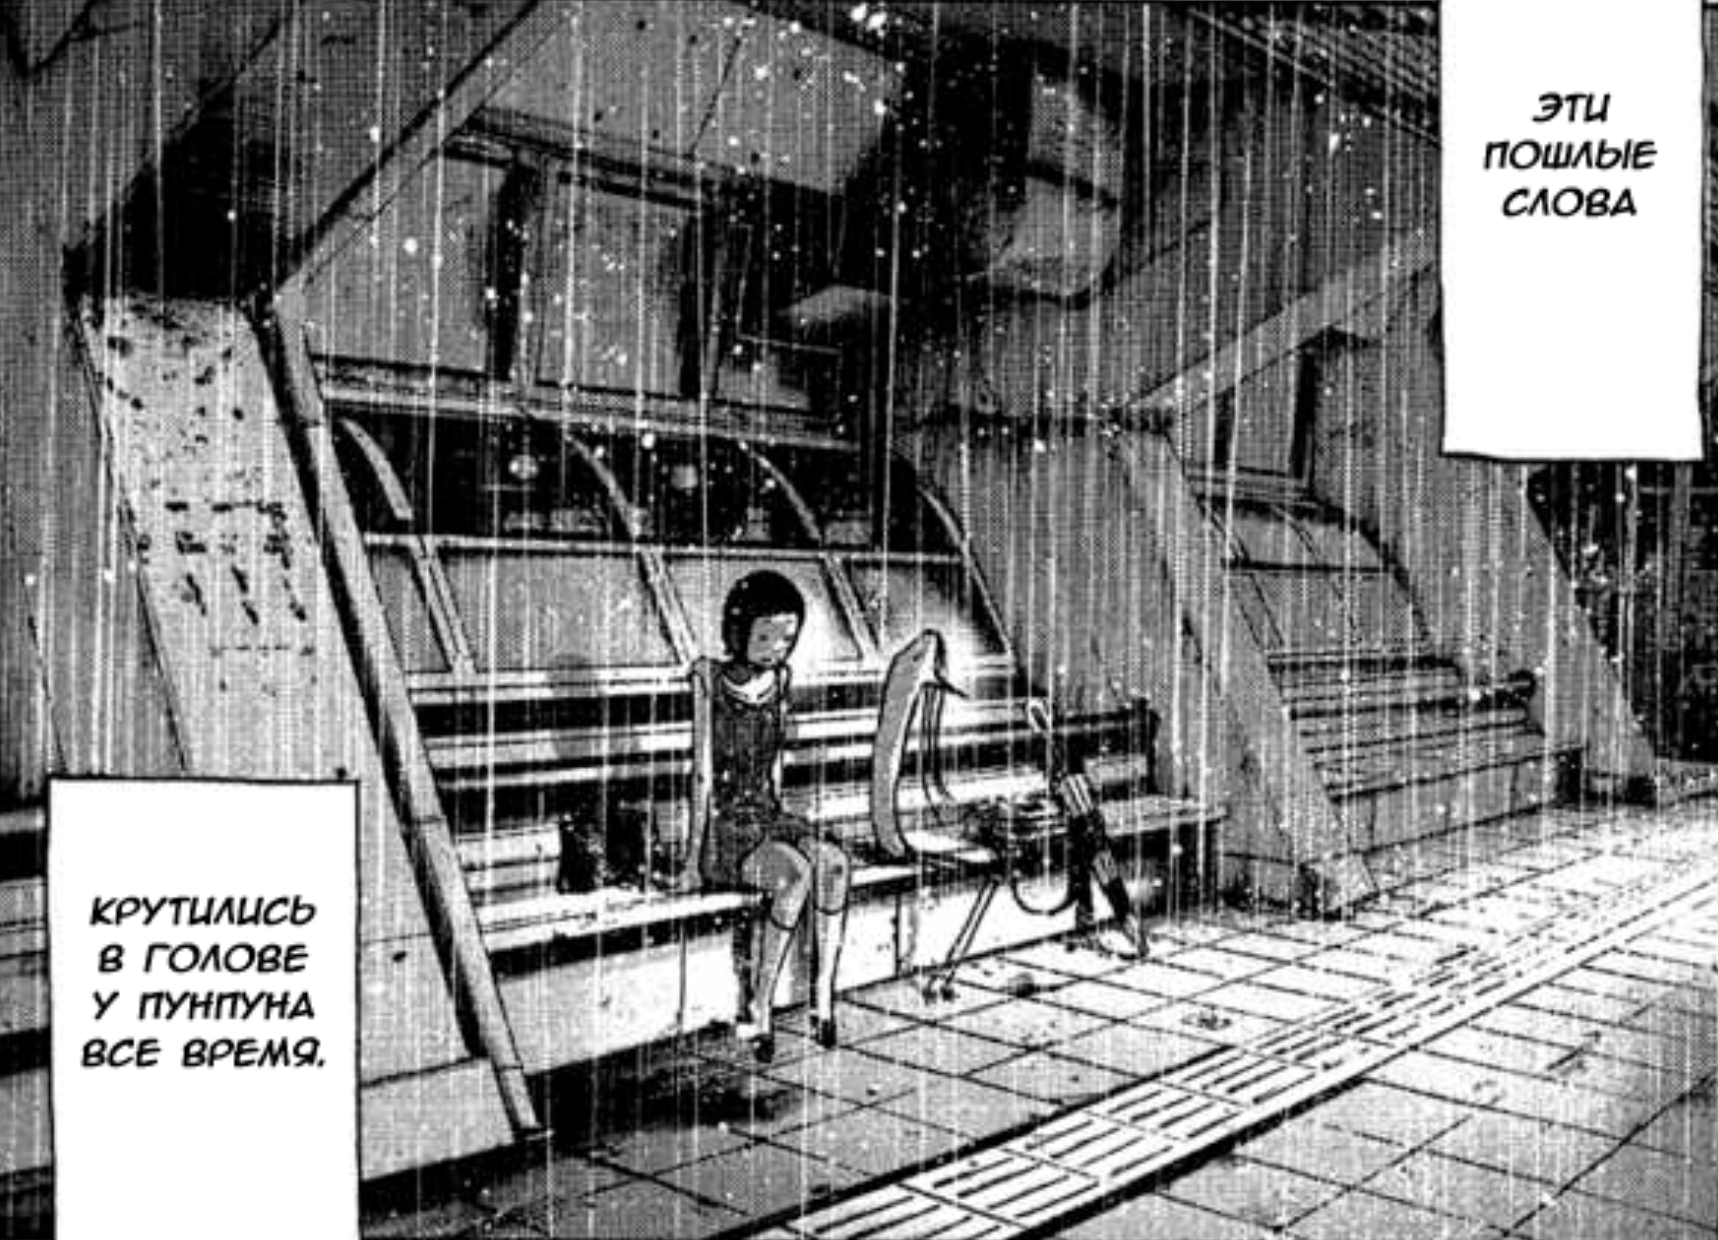 ЭТИ
ПОШЛЫЕ
СЛОВА
КРУТИЛИСЬ
В ГОЛОВЕ
У ПУНПУНА
ВСЕ ВРЕМЯ.